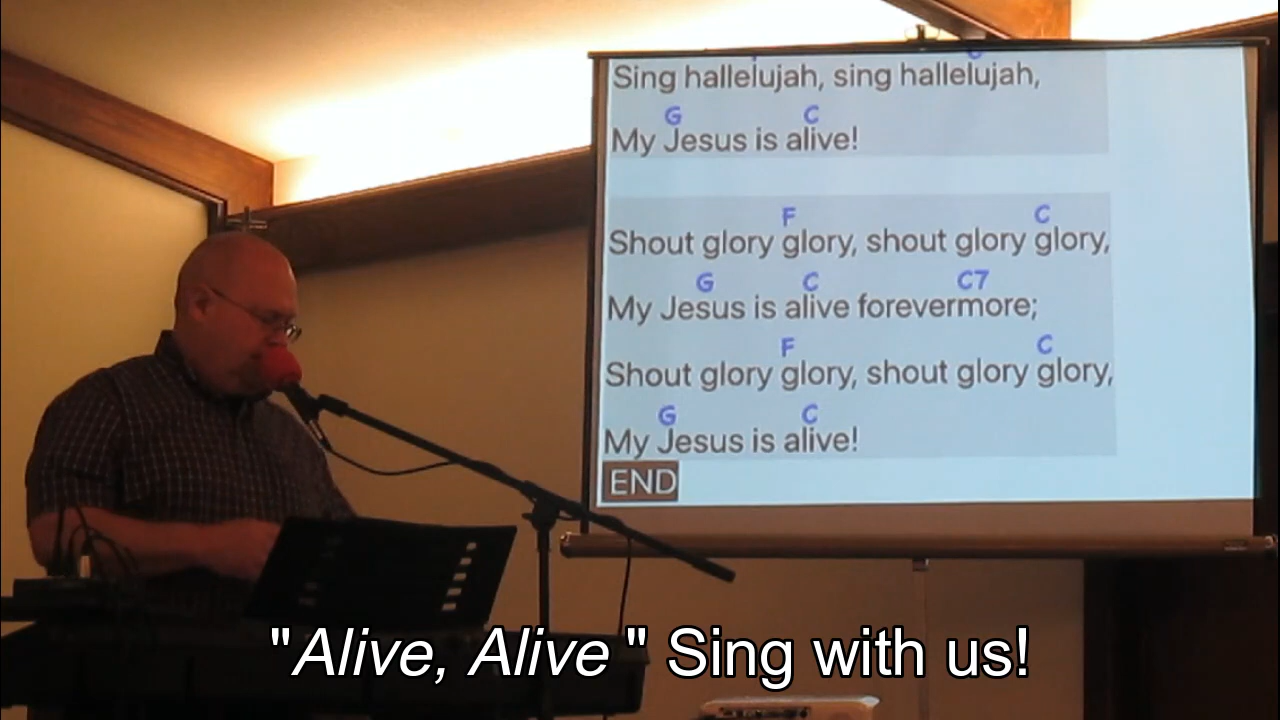 Sing hallelujah, sing hallelujah,
G C
My Jesus is alive!
F C
Shout glory glory, shout glory glory,
G C C7
My Jesus is alive forevermore;
F C
Shout glory glory, shout glory glory,
G C
My Jesus is alive!
END
"Alive, Alive " Sing with us!